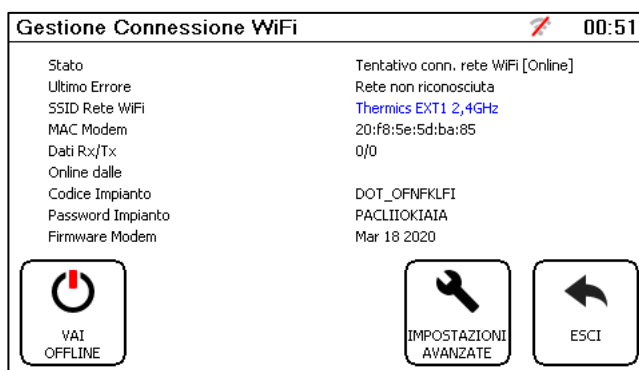 Gestione Connessione WiFi 00:51
Stato Tentativo conn. rete WiFi [Online]
Ultimo Errore Rete non riconosciuta
SSID Rete WiFi Thermics EXT1 2,4GHz
MAC Modem 20:f8:5e:5d:ba:85
Dati Rx/Tx 0/0
Online dalle
Codice Impianto DOT_OFNFKLFI
Password Impianto PACLIIOKIAIA
Firmware Modem Mar 18 2020
VAI
OFFLINE
IMPOSTAZIONI
AVANZATE
ESCI